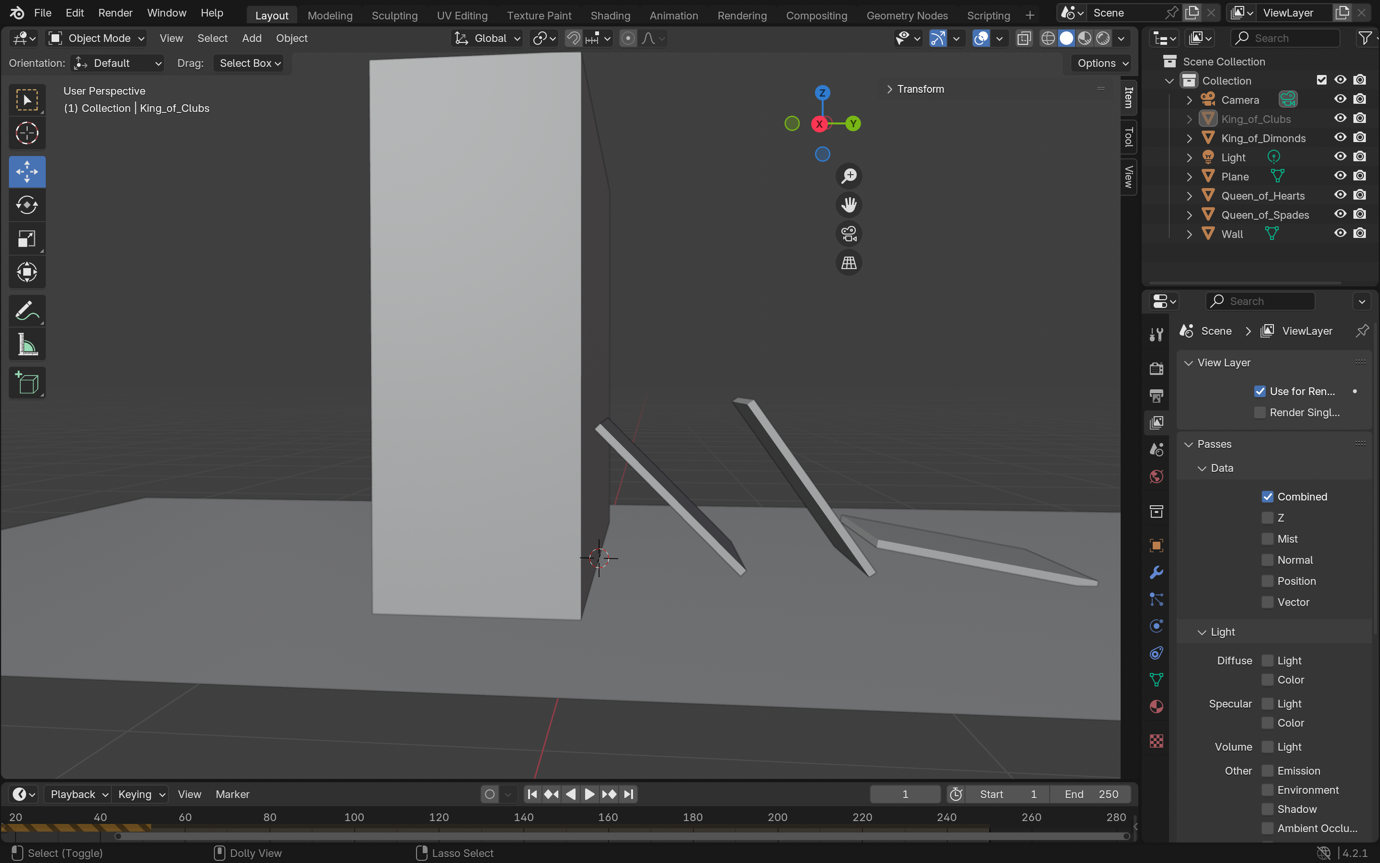 File Edit Render Window Help Layout Modeling Sculpting UV Editing Texture Paint Shading Animation Rendering Compositing Geometry Nodes Scripting + Scene ViewLayer
Object Mode View Select Add Object Global Search
Orientation: Default Drag: Select Box Options
User Perspective
(1) Collection | King_of_Clubs
Transform
Z
X
Y
Item
Tool
View
Scene Collection
Collection
Camera
King_of_Clubs
King_of_Dimonds
Light
Plane
Queen_of_Hearts
Queen_of_Spades
Wall
Search
Scene > ViewLayer
View Layer
Use for Ren...
Render Singl...
Passes
Data
Combined
Z
Mist
Normal
Position
Vector
Light
Diffuse Light
Color
Specular Light
Color
Volume Light
Other Emission
Environment
Shadow
Ambient Occlu...
Playback Keying View Marker 1 Start 1 End 250
20 40 60 80 100 120 140 160 180 200 220 240 260 280
Select (Toggle) Dolly View Lasso Select 4.2.1